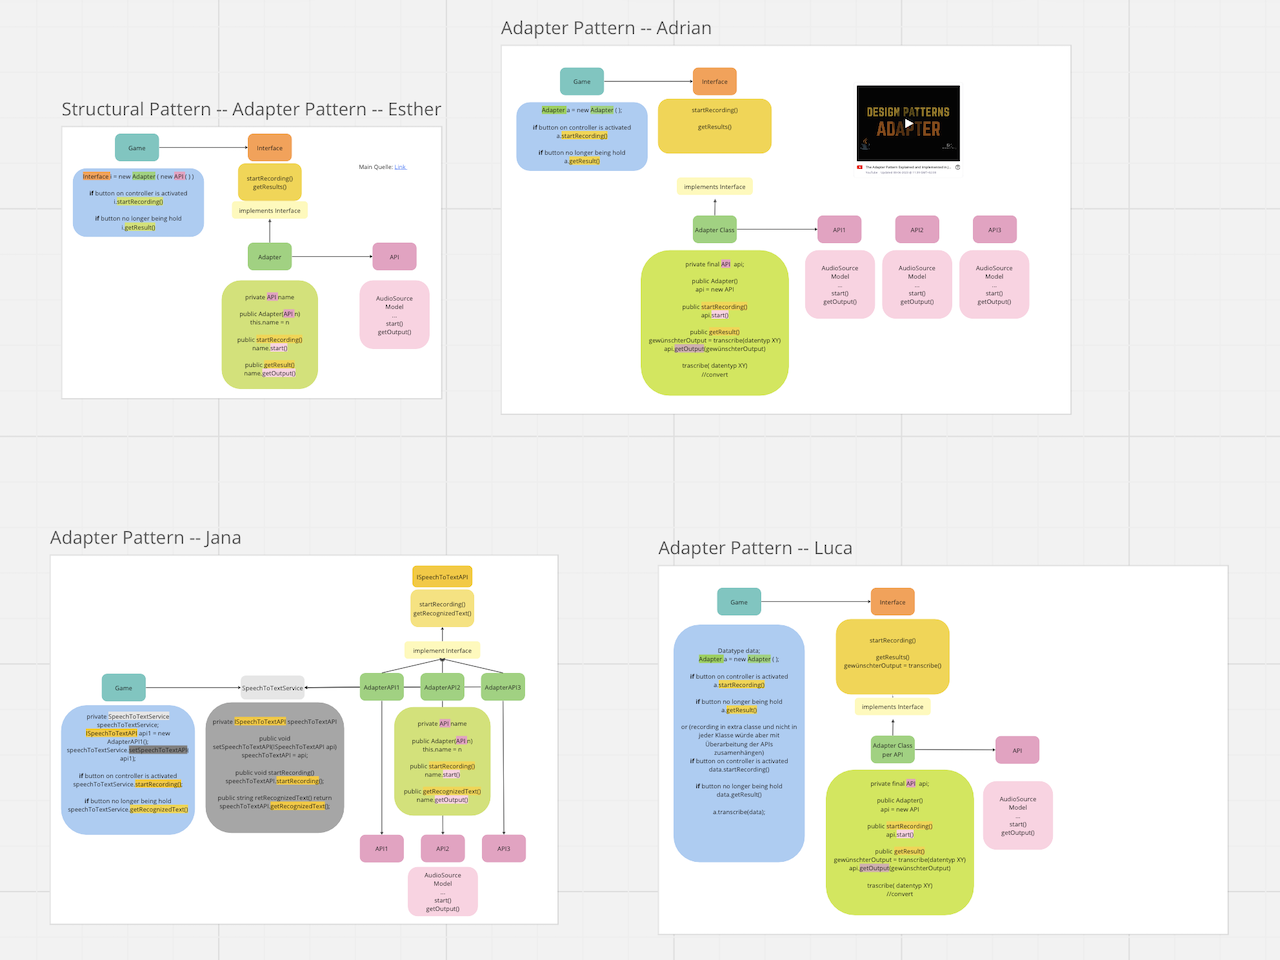 Structural Pattern -- Adapter Pattern -- Esther
Game
Interface
Interface i = new Adapter ( new API ( ) )
if button on controller is activated
i.startRecording()
if button no longer being hold
i.getResult()
startRecording()
getResults()
implements Interface
Main Quelle: Link
Adapter
API
private API name
public Adapter(API n)
this.name = n
public startRecording()
name.start()
public getResult()
name.getOutput()
AudioSource
Model
...
start()
getOutput()
Adapter Pattern -- Adrian
Game
Interface
Adapter a = new Adapter ( );
if button on controller is activated
a.startRecording()
if button no longer being hold
a.getResult()
startRecording()
getResults()
DESIGN PATTERNS
ADAPTER
implements Interface
Adapter Class
API1
API2
API3
private final API api;
public Adapter()
api = new API
public startRecording()
api.start()
public getResult()
gewünschterOutput = transcribe(datentyp XY)
api.getOutput(gewünschterOutput)
trascribe( datentyp XY)
//convert
AudioSource
Model
...
start()
getOutput()
AudioSource
Model
...
start()
getOutput()
AudioSource
Model
...
start()
getOutput()
Adapter Pattern -- Jana
ISpeechToTextAPI
startRecording()
getRecognizedText()
implement Interface
Game
SpeechToTextService
AdapterAPI1
AdapterAPI2
AdapterAPI3
private SpeechToTextService
speechToTextService;
ISpeechToTextAPI api1 = new
AdapterAPI1();
speechToTextService.setSpeechToTextAPI(
api1);
if button on controller is activated
speechToTextService.startRecording();
if button no longer being hold
speechToTextService.getRecognizedText()
private ISpeechToTextAPI speechToTextAPI
public void
setSpeechToTextAPI(ISpeechToTextAPI api)
speechToTextAPI = api;
public void startRecording()
speechToTextAPI.startRecording();
public string retRecognizedText() return
speechToTextAPI.getRecognizedText();
private API name
public Adapter(API n)
this.name = n
public startRecording()
name.start()
public getRecognizedText()
name.getOutput()
API1
API2
API3
AudioSource
Model
...
start()
getOutput()
Adapter Pattern -- Luca
Game
Interface
Datatype data;
Adapter a = new Adapter ( );
if button on controller is activated
a.startRecording()
if button no longer being hold
a.getResult()
or (recording in extra classe und nicht in
jeder Klasse würde aber mit
Überarbeitung der APIs
zusamenhängen)
if button on controller is activated
data.startRecording()
if button no longer being hold
data.getResult()
a.transcribe(data);
startRecording()
getResults()
gewünschterOutput = transcribe()
implements Interface
Adapter Class
per API
API
private final API api;
public Adapter()
api = new API
public startRecording()
api.start()
public getResult()
gewünschterOutput = transcribe(datentyp XY)
api.getOutput(gewünschterOutput)
trascribe( datentyp XY)
//convert
AudioSource
Model
...
start()
getOutput()